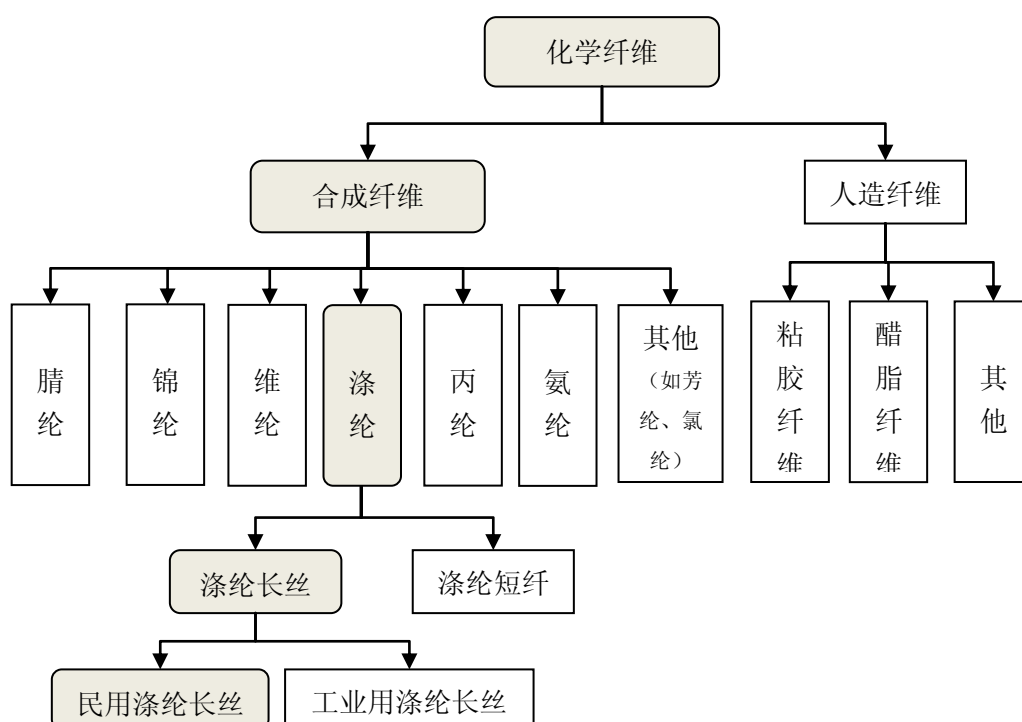 化学纤维
合成纤维
人造纤维
腈纶
锦纶
维纶
涤纶
丙纶
氨纶
其他
（如芳
纶、氯
纶）
粘胶纤维
醋脂纤维
其他
涤纶长丝
涤纶短纤
民用涤纶长丝
工业用涤纶长丝